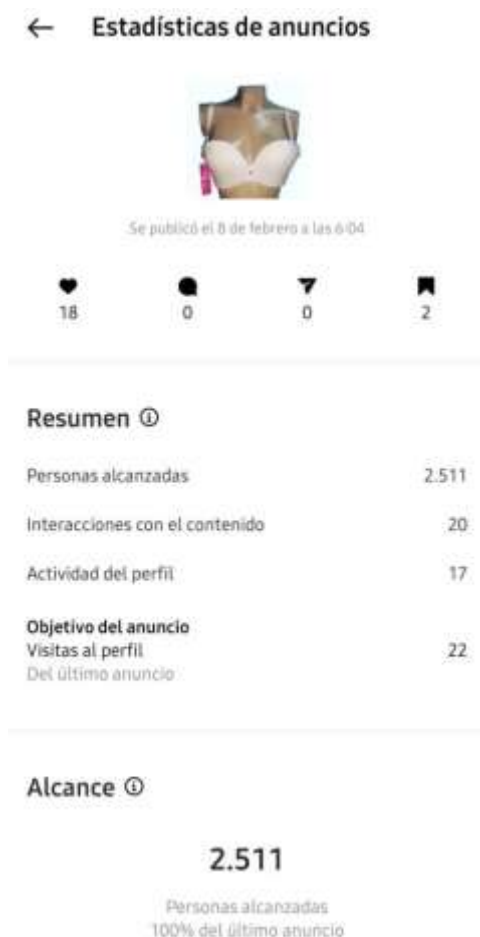 Estadísticas de anuncios
Se publicó el 8 de febrero a las 6:04
18 0 0 2
Resumen
Personas alcanzadas 2.511
Interacciones con el contenido 20
Actividad del perfil 17
Objetivo del anuncio
Visitas al perfil 22
Del último anuncio
Alcance
2.511
Personas alcanzadas
100% del último anuncio